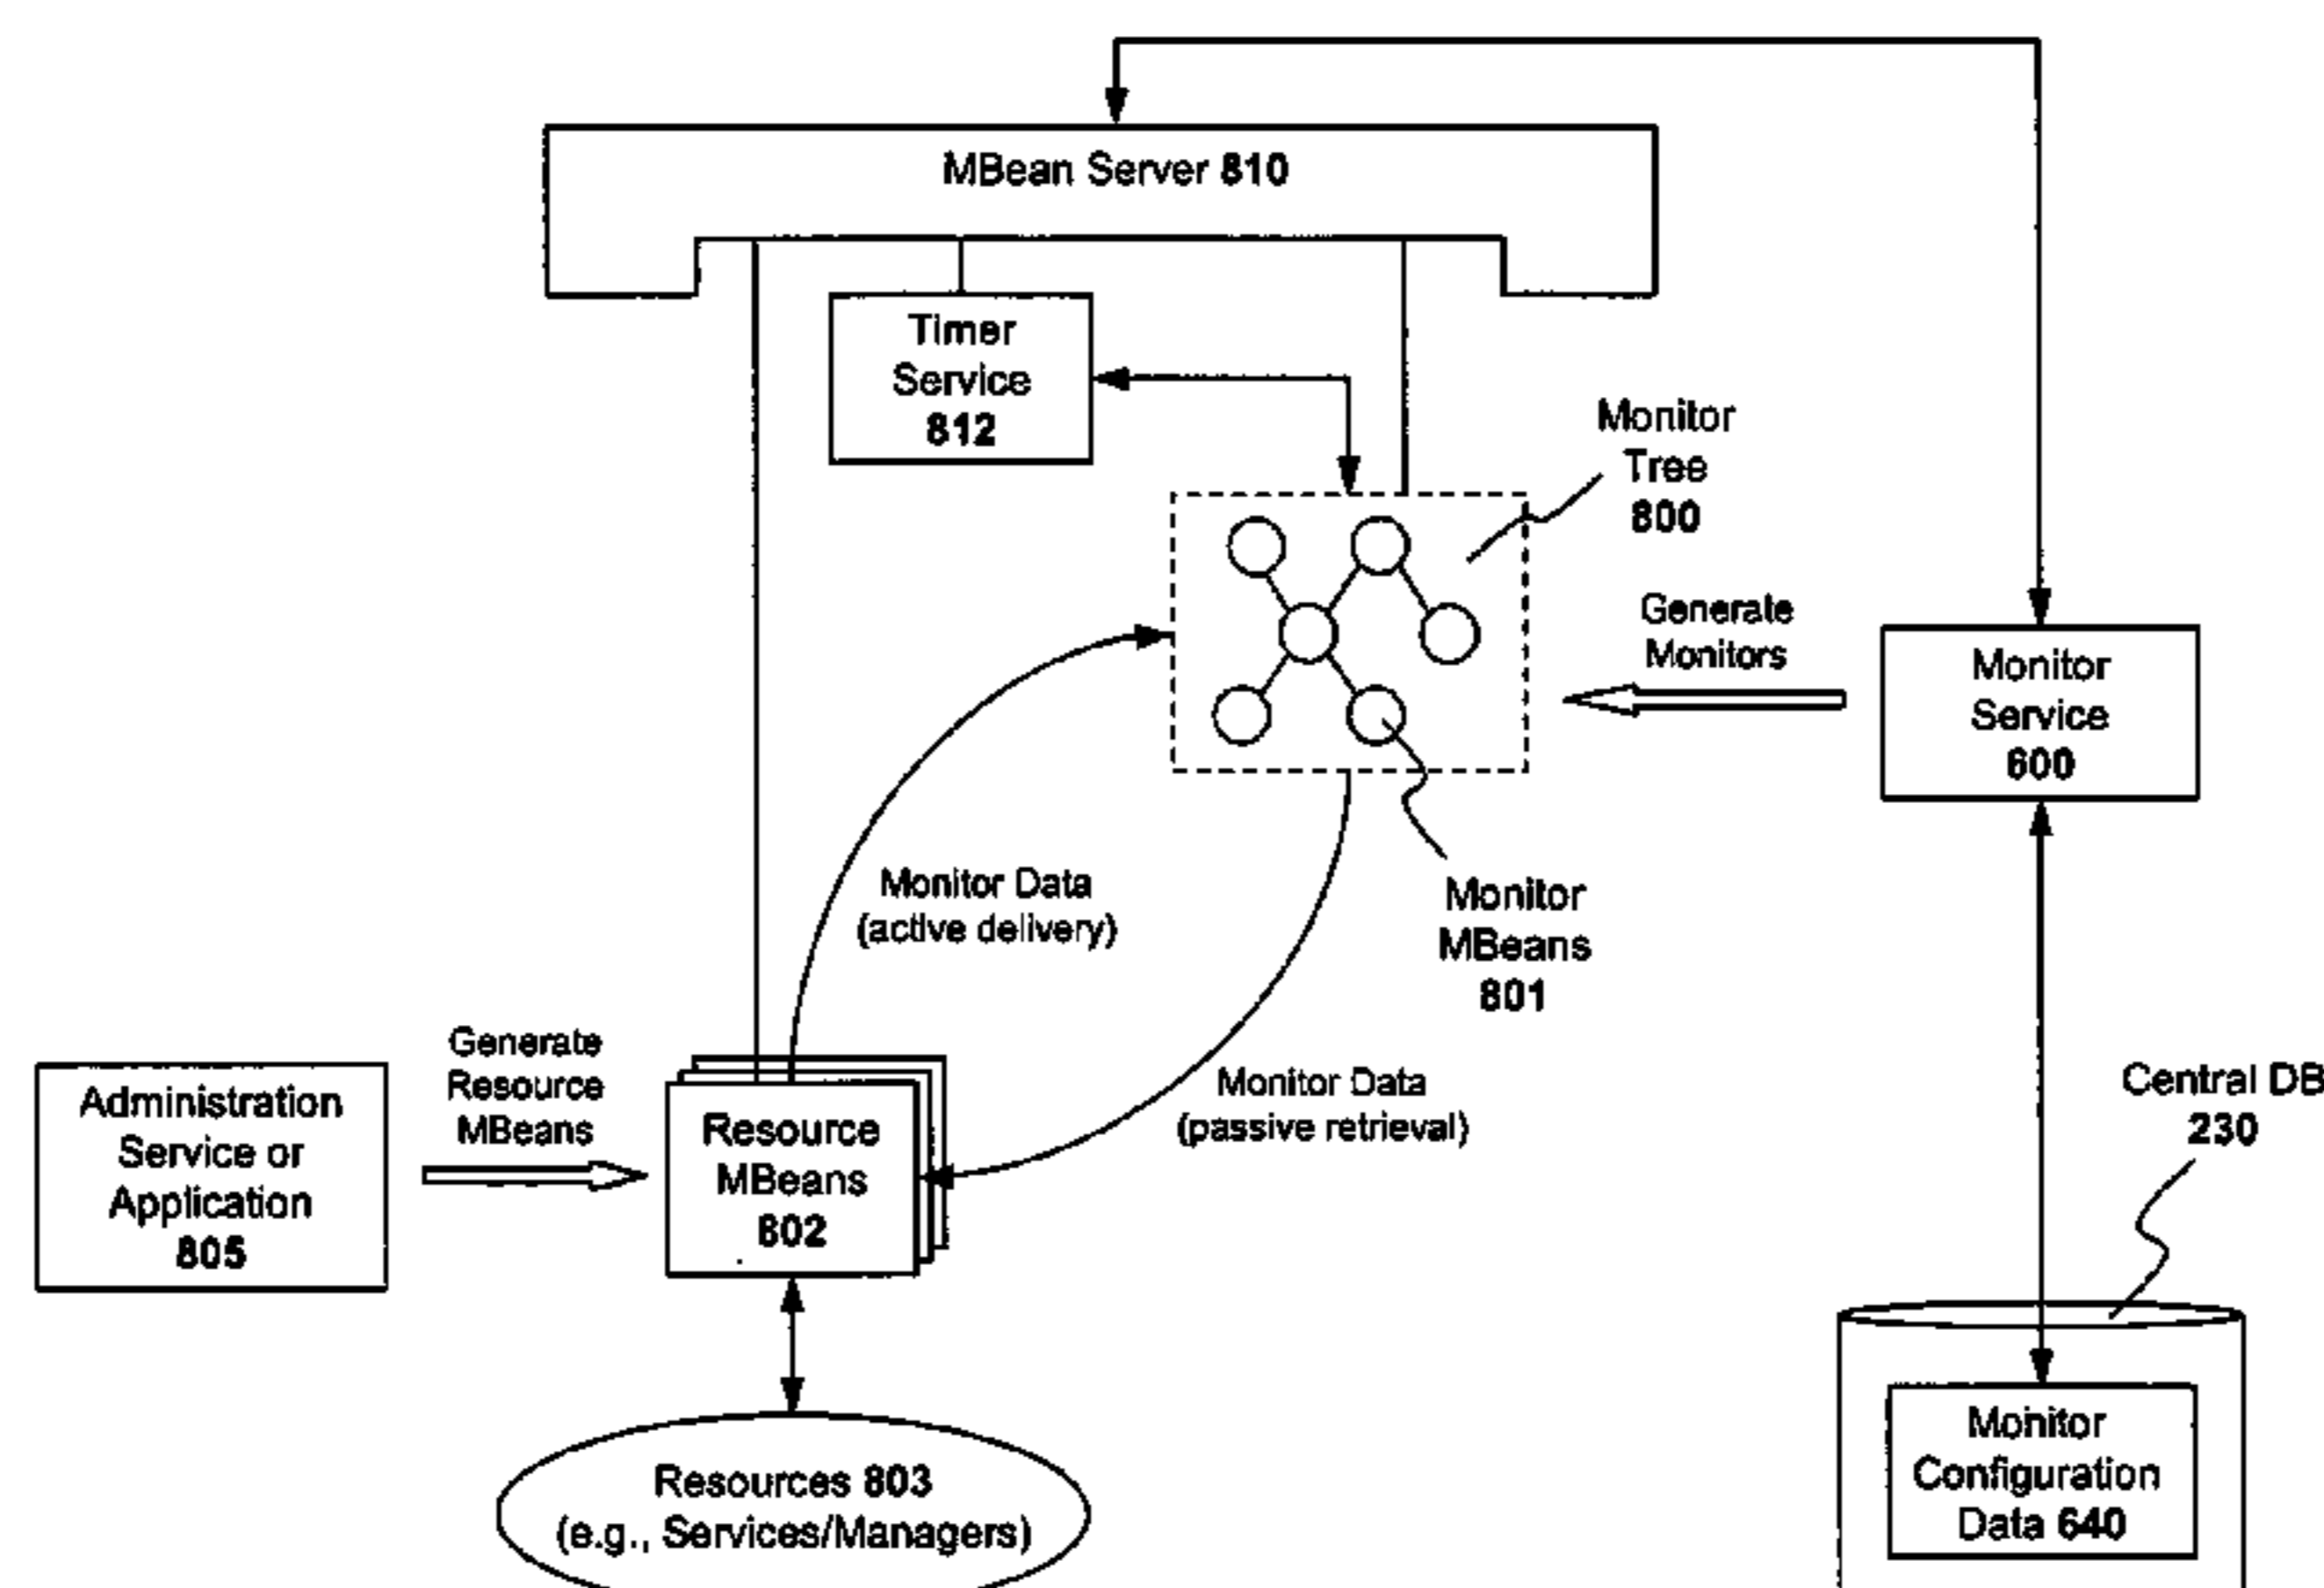 MBean Server 810
Timer
Service
812
Monitor
Tree
800
Generate
Monitors
Monitor
Service
600
Monitor Data
(active delivery)
Monitor
MBeans
801
Generate
Resource
MBeans
Administration
Service or
Application
805
Resource
MBeans
802
Monitor Data
(passive retrieval)
Central DB
230
Resources 803
(e.g., Services/Managers)
Monitor
Configuration
Data 640